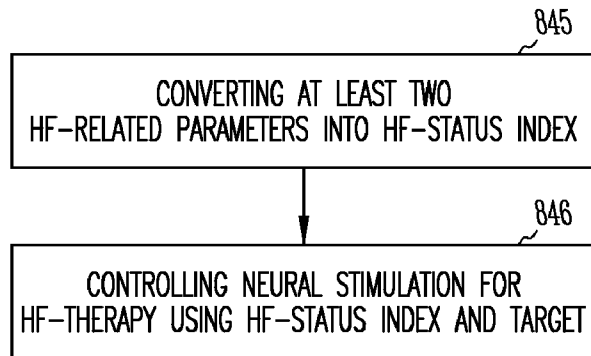 845
CONVERTING AT LEAST TWO
HF-RELATED PARAMETERS INTO HF-STATUS INDEX
846
CONTROLLING NEURAL STIMULATION FOR
HF-THERAPY USING HF-STATUS INDEX AND TARGET